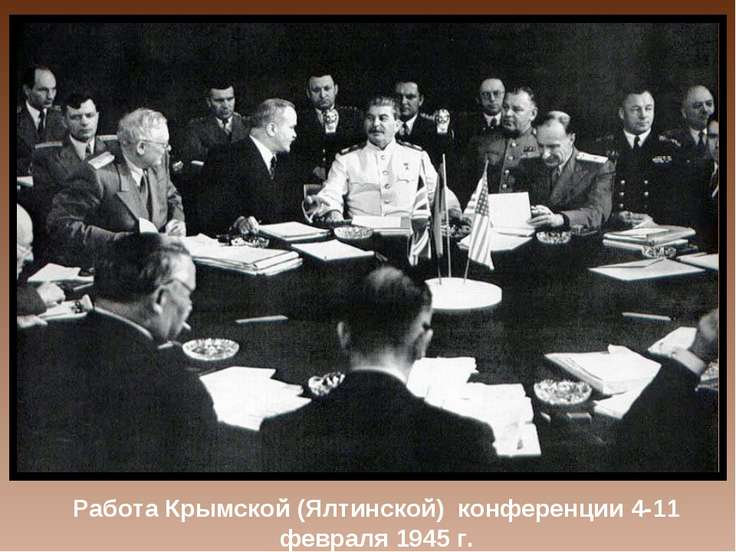 Работа Крымской (Ялтинской) конференции 4-11
февраля 1945 г.